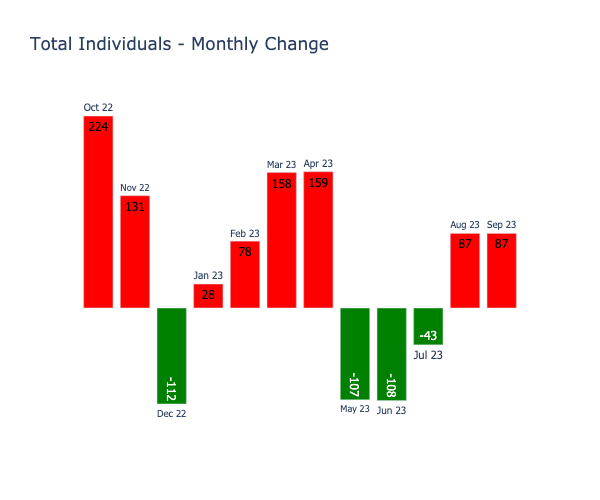 Total Individuals - Monthly Change
Oct 22
224
Nov 22
131
-112
Dec 22
Jan 23
28
Feb 23
78
Mar 23
158
Apr 23
159
-107
May 23
-108
Jun 23
-43
Jul 23
Aug 23
87
Sep 23
87